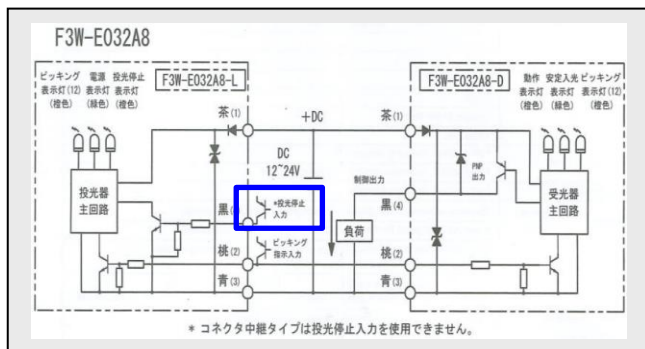 F3W-E032A8
ピッキング 電源 投光停止
表示灯(12) 表示灯 表示灯
(橙色) (緑色) (橙色)
F3W-E032A8-L
F3W-E032A8-D
動作 安定入光 ピッキング
表示灯 表示灯 表示灯(12)
(橙色) (緑色) (橙色)
茶(1)
+DC
茶(1)
DC
12~24V
制御出力
PNP
出力
投光器
主回路
黒
*投光停止
入力
負荷
黒(4)
受光器
主回路
桃(2)
ピッキング
指示入力
桃(2)
青(3)
青(3)
* コネクタ中継タイプは投光停止入力を使用できません。